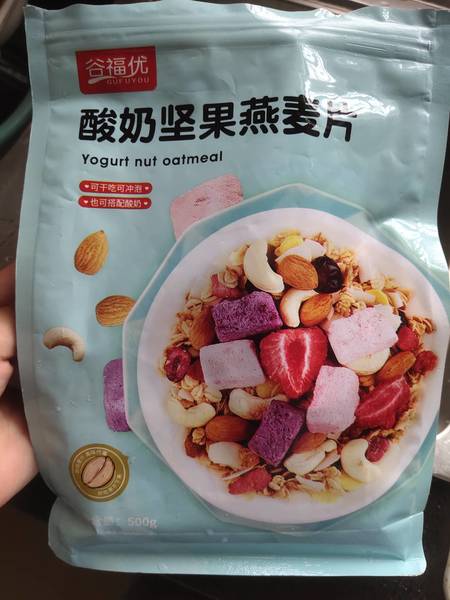 谷福优
GUFUYOU
酸奶坚果燕麦片
Yogurt nut oatmeal
♥可干吃可冲泡♥
♥也可搭配酸奶♥
500g